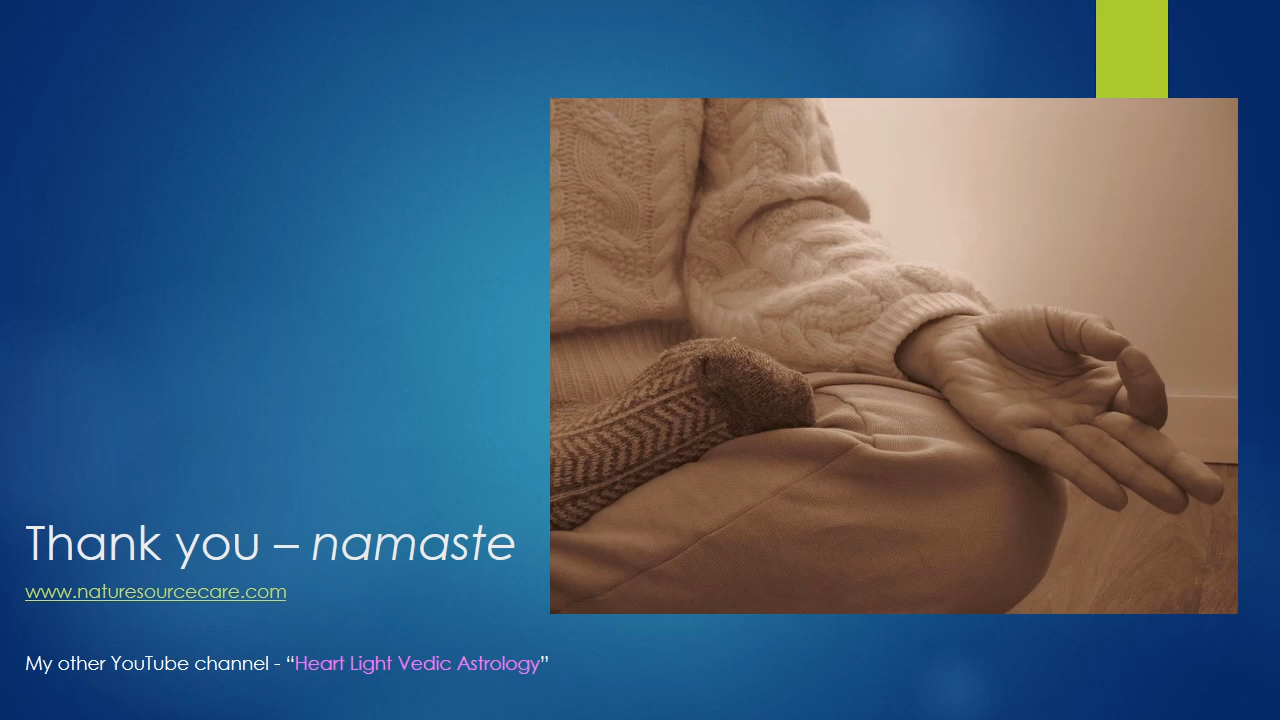 Thank you – namaste
www.naturesourcecare.com
My other YouTube channel - “Heart Light Vedic Astrology”